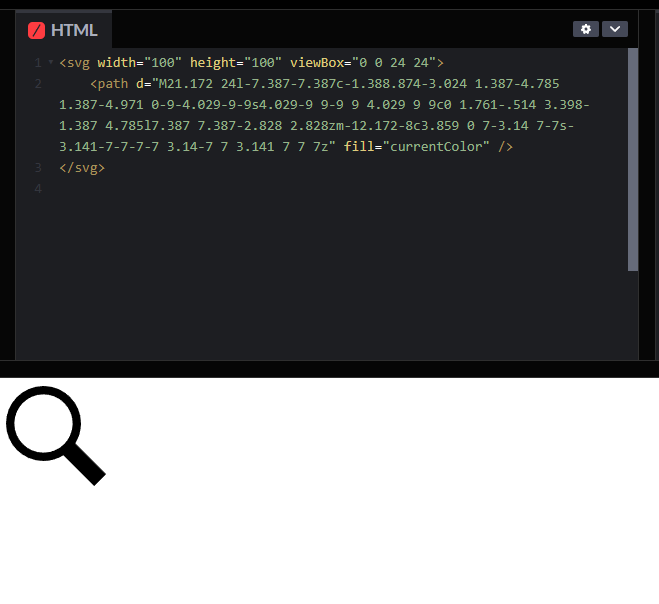 HTML
1 <svg width="100" height="100" viewBox="0 0 24 24">
2 <path d="M21.172 24l-7.387-7.387c-1.388.874-3.024 1.387-4.785
1.387-4.971 0-9-4.029-9-9s4.029-9 9-9 9 4.029 9 9c0 1.761-.514 3.398-
1.387 4.785l7.387 7.387-2.828 2.828zm-12.172-8c3.859 0 7-3.14 7-7s-
3.141-7-7-7-7 3.14-7 7 3.141 7 7 7z" fill="currentColor" />
3 </svg>
4